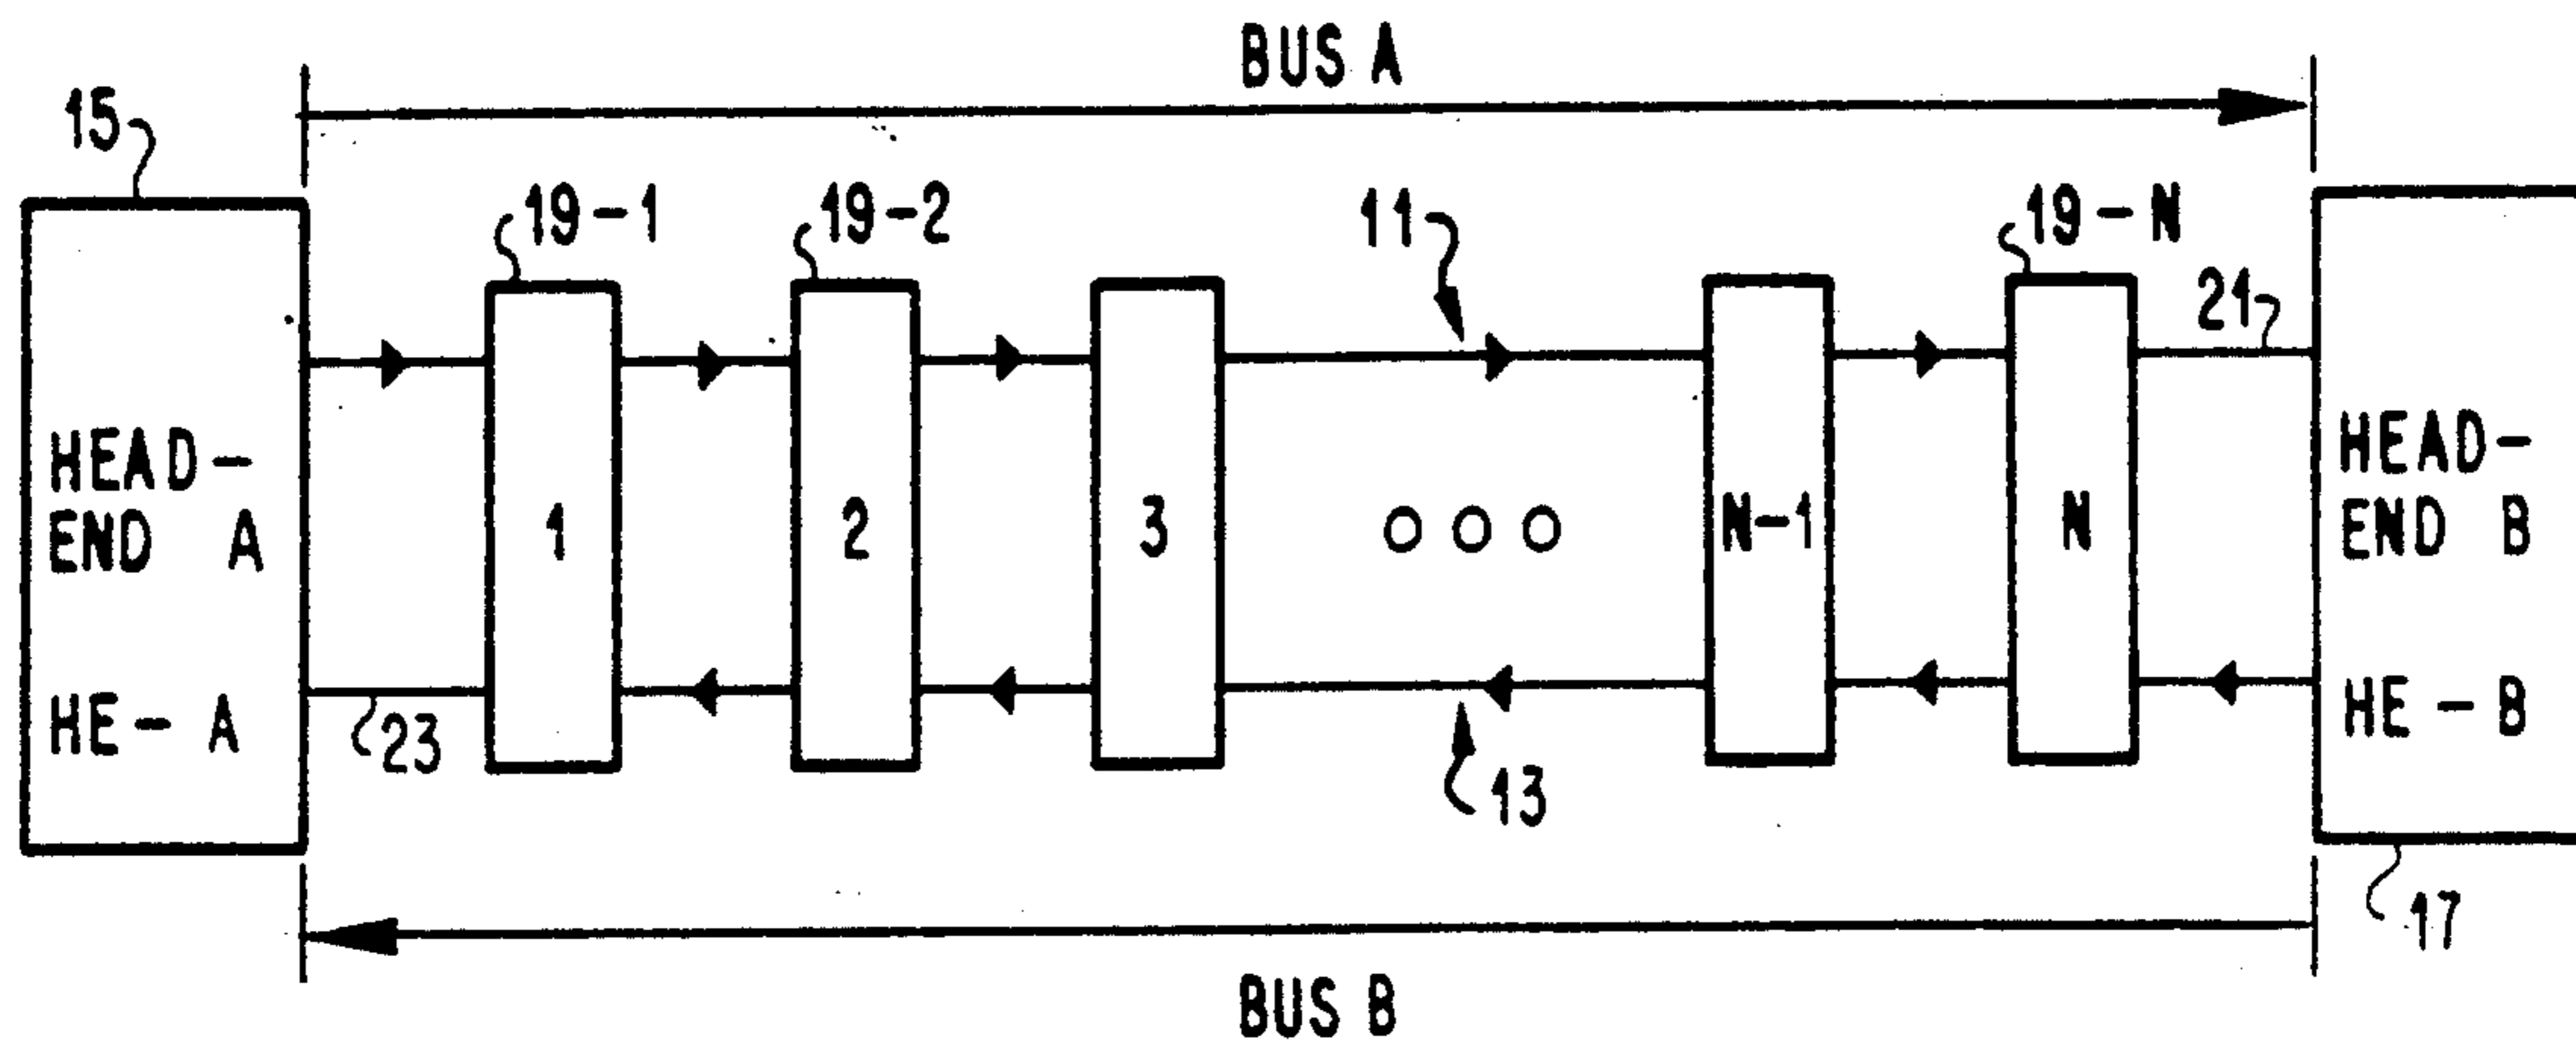 BUS A
15
19-1
19-2
11
19-N
21
HEAD-
END A
HE- A
1
2
3
N-1
N
HEAD-
END B
HE - B
23
13
17
BUS B